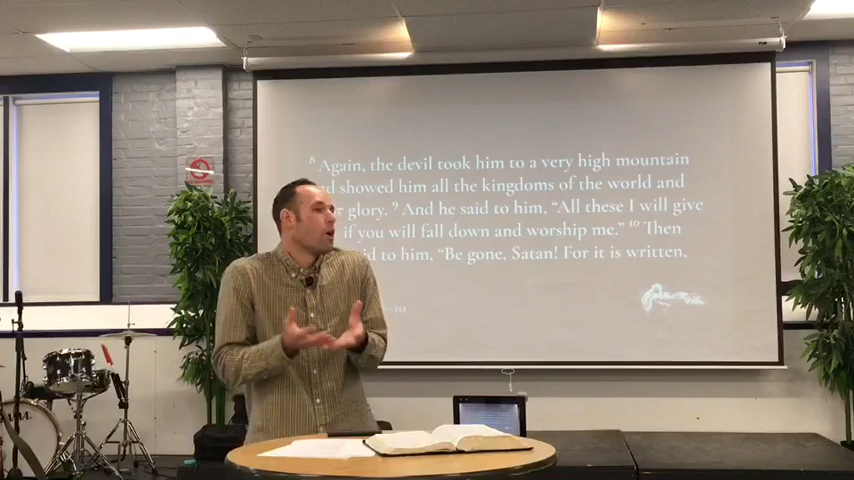 ⁸ Again, the devil took him to a very high mountain
showed him all the kingdoms of the world and
glory. ⁹ And he said to him, “All these I will give
if you will fall down and worship me.” ¹⁰ Then
to him, “Be gone, Satan! For it is written,